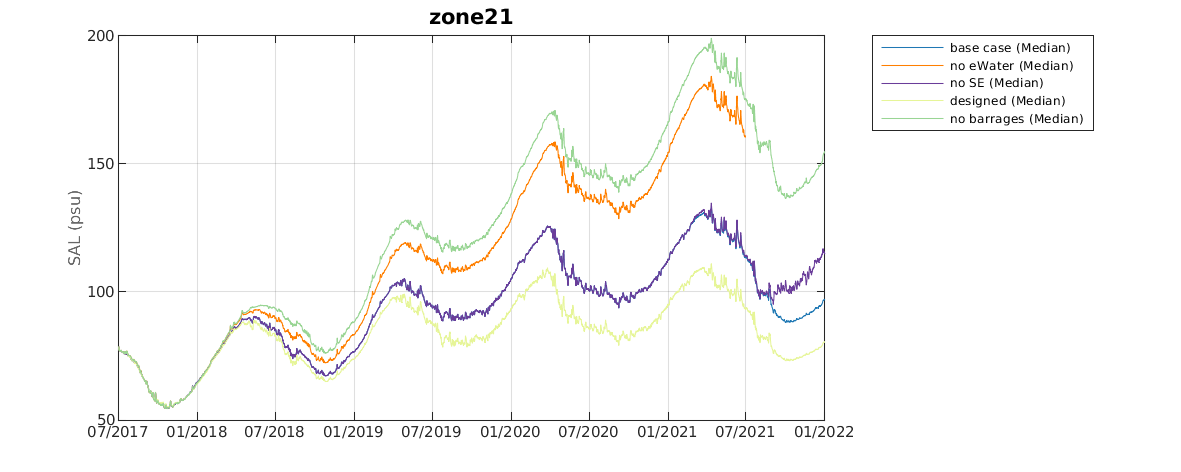 zone21
200
150
100
50
SAL (psu)
07/2017 01/2018 07/2018 01/2019 07/2019 01/2020 07/2020 01/2021 07/2021 01/2022
base case (Median)
no eWater (Median)
no SE (Median)
designed (Median)
no barrages (Median)